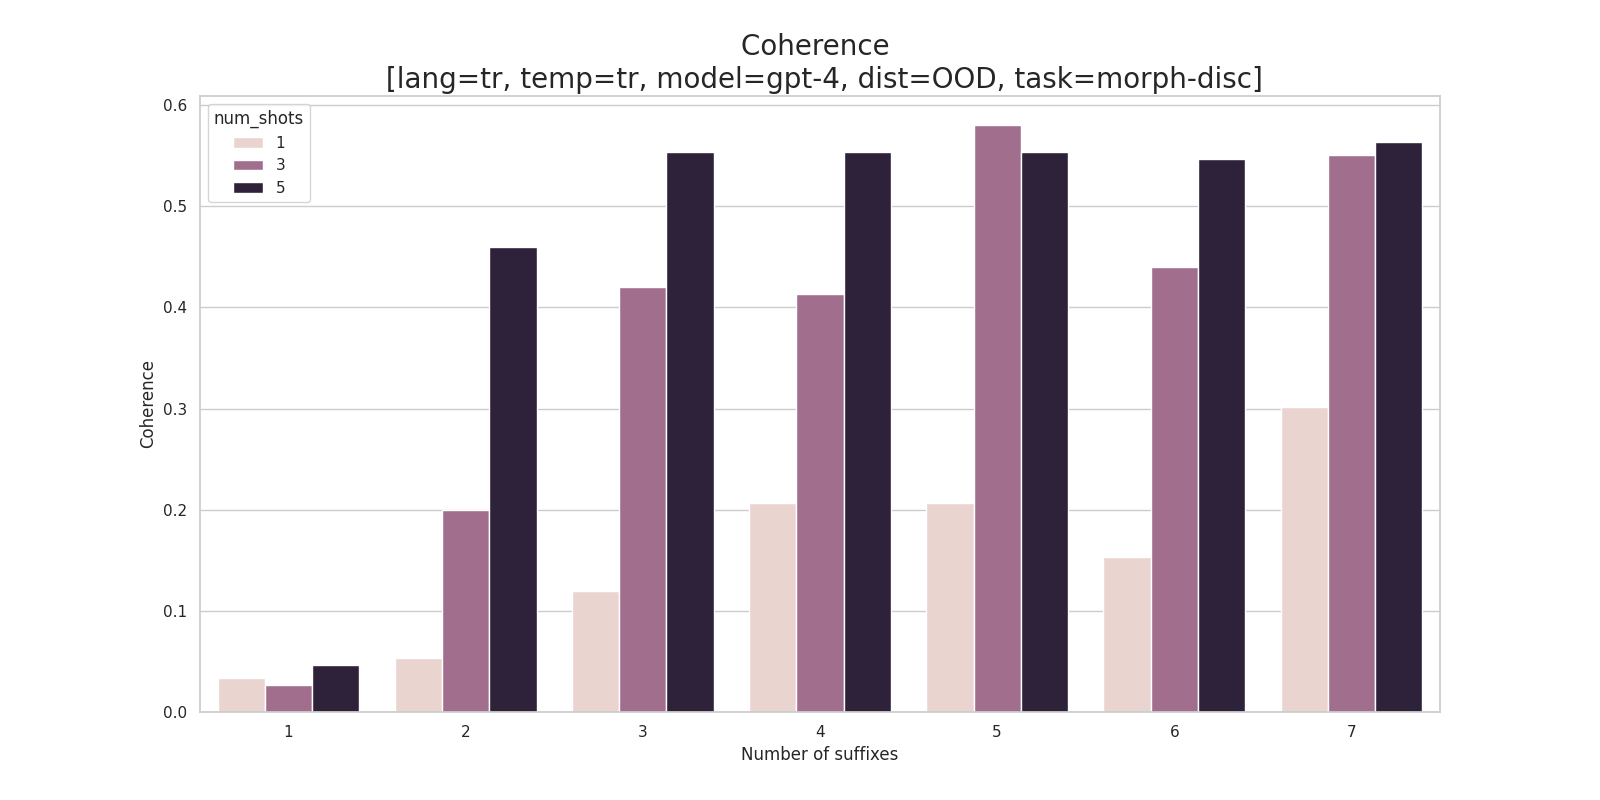 Coherence
[lang=tr, temp=tr, model=gpt-4, dist=OOD, task=morph-disc]
num_shots
1
3
5
Coherence
0.6
0.5
0.4
0.3
0.2
0.1
0.0
1 2 3 4 5 6 7
Number of suffixes